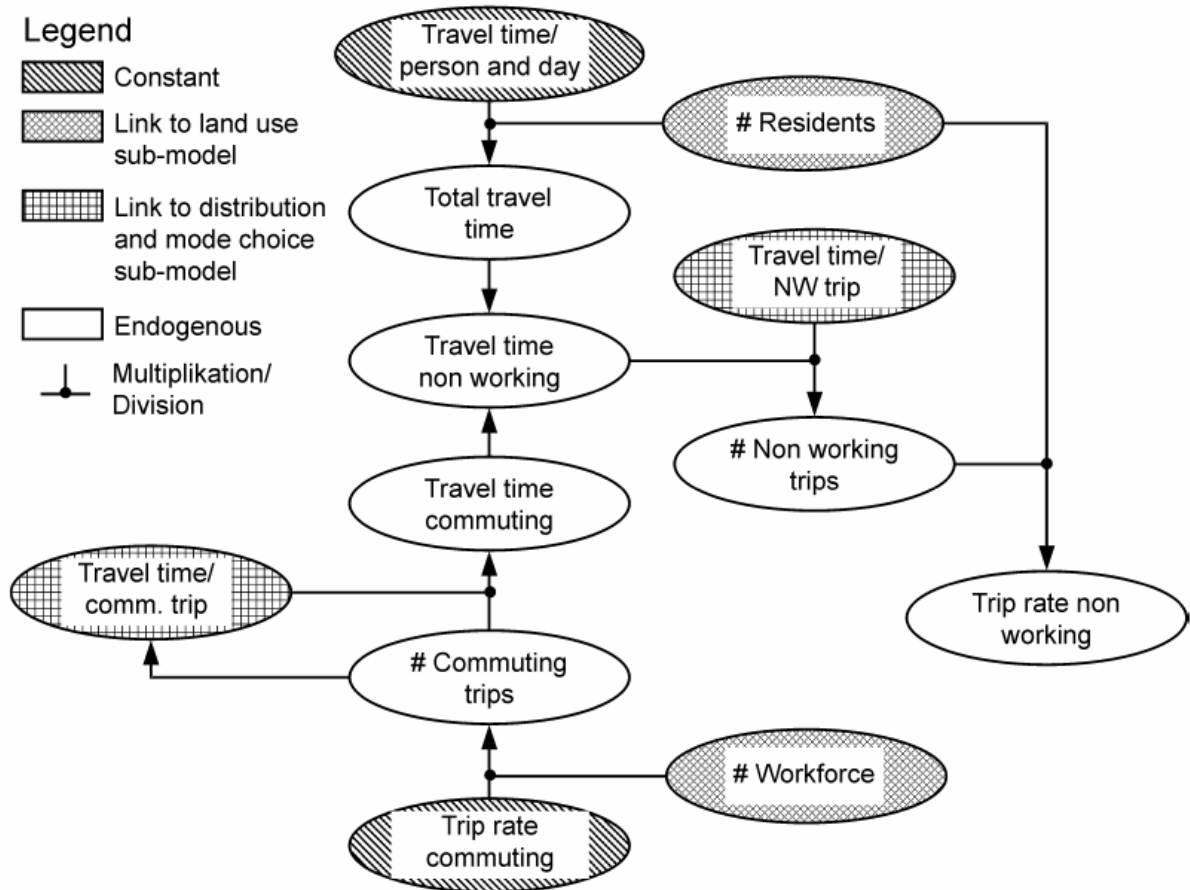 Legend
Constant
Link to land use
sub-model
Link to distribution
and mode choice
sub-model
Endogenous
Multiplikation/
Division
Travel time/
person and day
# Residents
Total travel
time
Travel time/
NW trip
Travel time
non working
# Non working
trips
Travel time
commuting
Travel time/
comm. trip
Trip rate non
working
# Commuting
trips
# Workforce
Trip rate
commuting